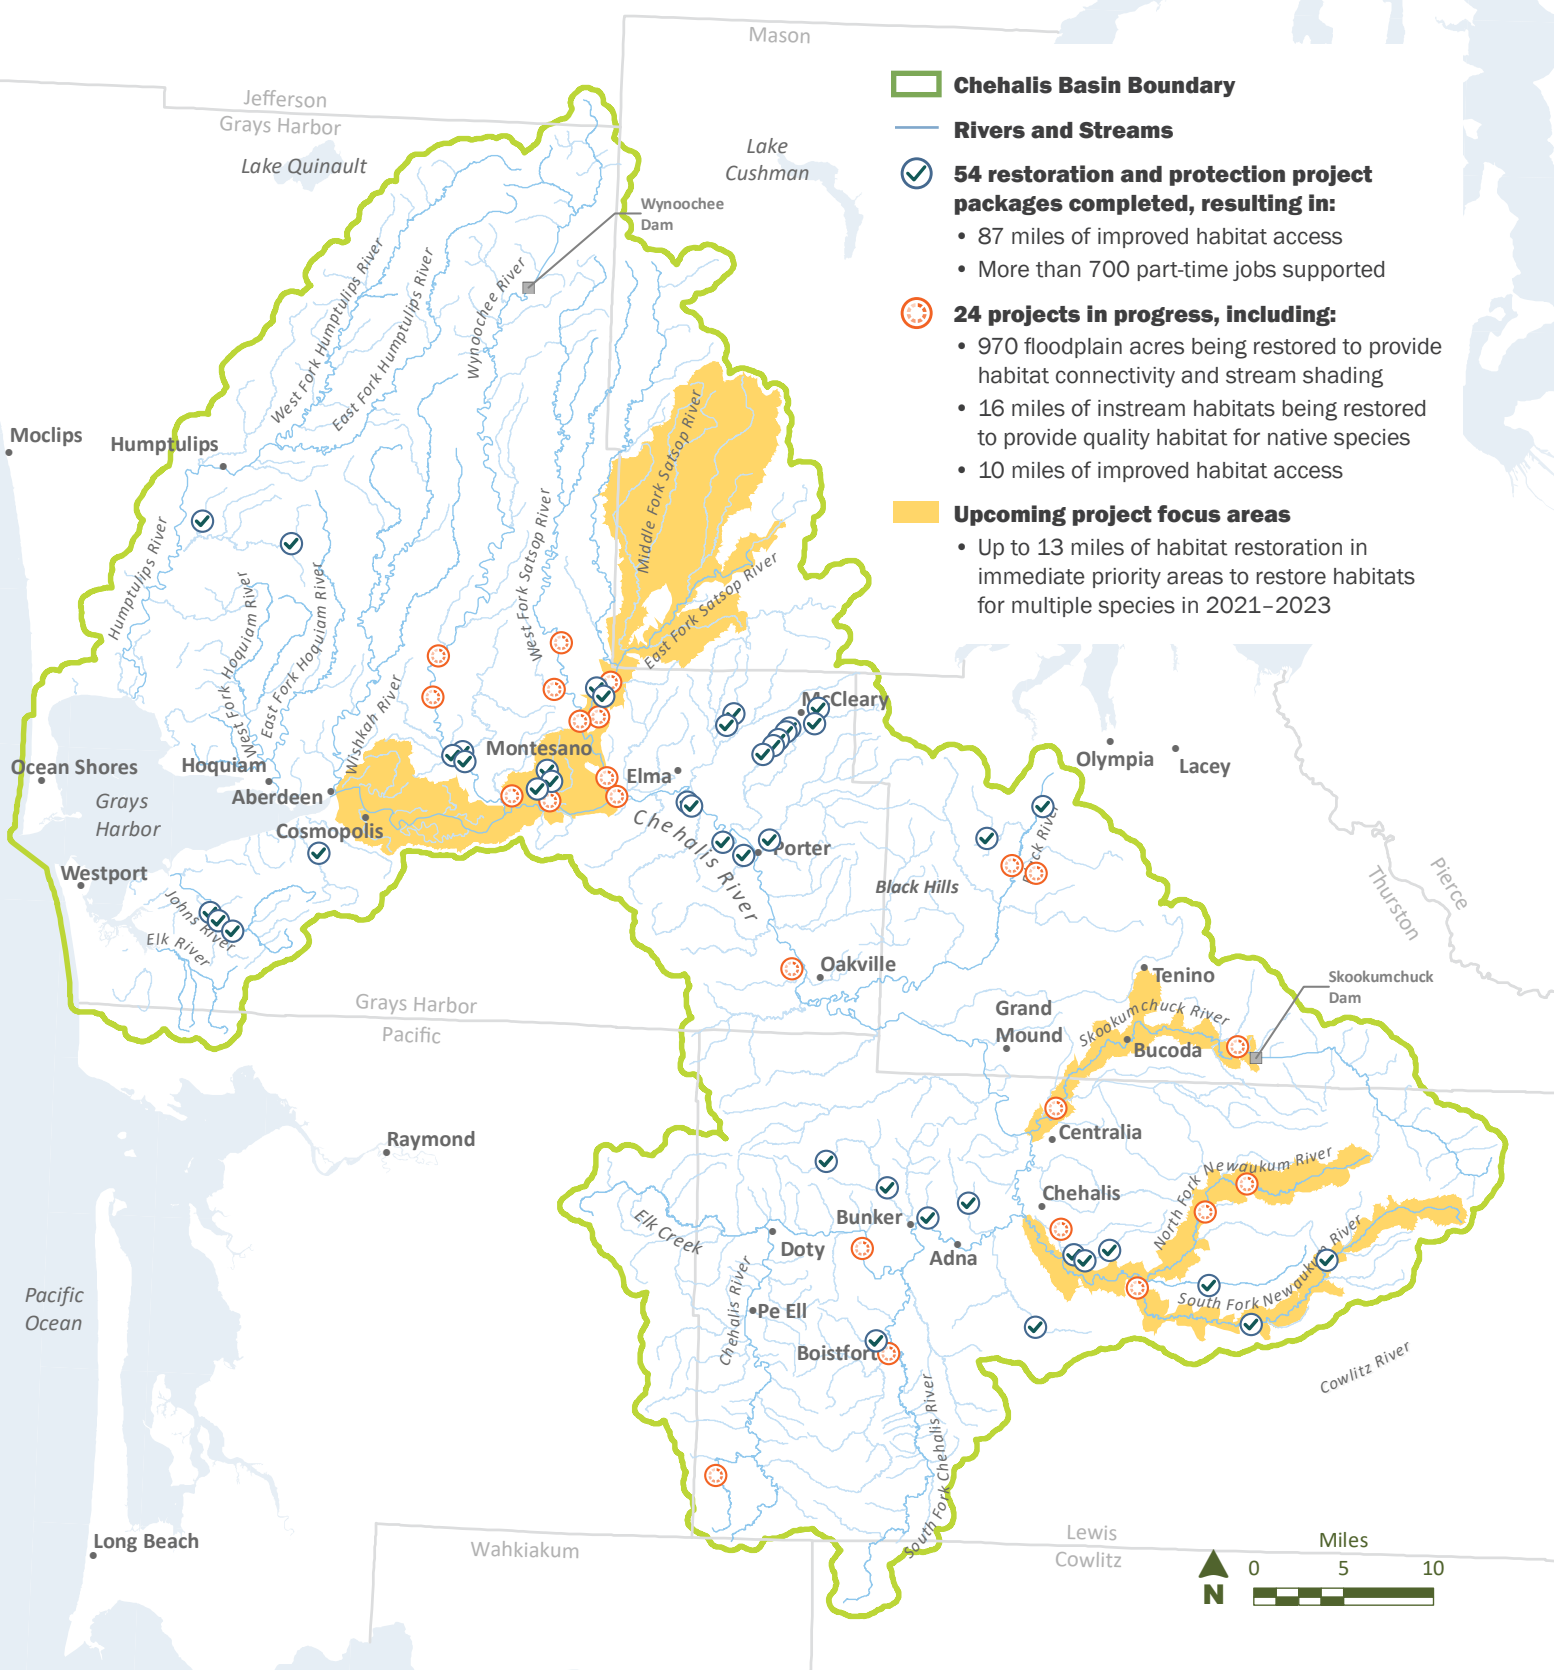 Mason
Jefferson
Grays Harbor
Lake Quinault
Lake
Cushman
Wynoochee
Dam
Chehalis Basin Boundary
Rivers and Streams
54 restoration and protection project
packages completed, resulting in:
• 87 miles of improved habitat access
• More than 700 part-time jobs supported
24 projects in progress, including:
• 970 floodplain acres being restored to provide
habitat connectivity and stream shading
• 16 miles of instream habitats being restored
to provide quality habitat for native species
• 10 miles of improved habitat access
Upcoming project focus areas
• Up to 13 miles of habitat restoration in
immediate priority areas to restore habitats
for multiple species in 2021–2023
West Fork Humptulips River
East Fork Humptulips River
Wynoochee River
Moclips
Humptulips
Middle Fork Satsop River
West Fork Satsop River
East Fork Satsop River
Humptulips River
West Fork Hoquiam River
East Fork Hoquiam River
Wishkah River
McCleary
Montesano
Elma
Olympia
Lacey
Ocean Shores
Hoquiam
Grays
Harbor
Aberdeen
Cosmopolis
Chehalis River
Porter
Black Hills
River
Westport
Johns River
Elk River
Pierce
Thurston
Oakville
Tenino
Skookumchuck
Dam
Grays Harbor
Pacific
Grand
Mound
Skookumchuck River
Bucoda
Raymond
Centralia
North Fork Newaukum River
Chehalis
Elk Creek
Bunker
Doty
Adna
South Fork Newaukum River
Pacific
Ocean
Chehalis River
Pe Ell
Boistfort
Cowlitz River
South Fork Chehalis River
Long Beach
Wahkiakum
Lewis
Cowlitz
Miles
0 5 10
N